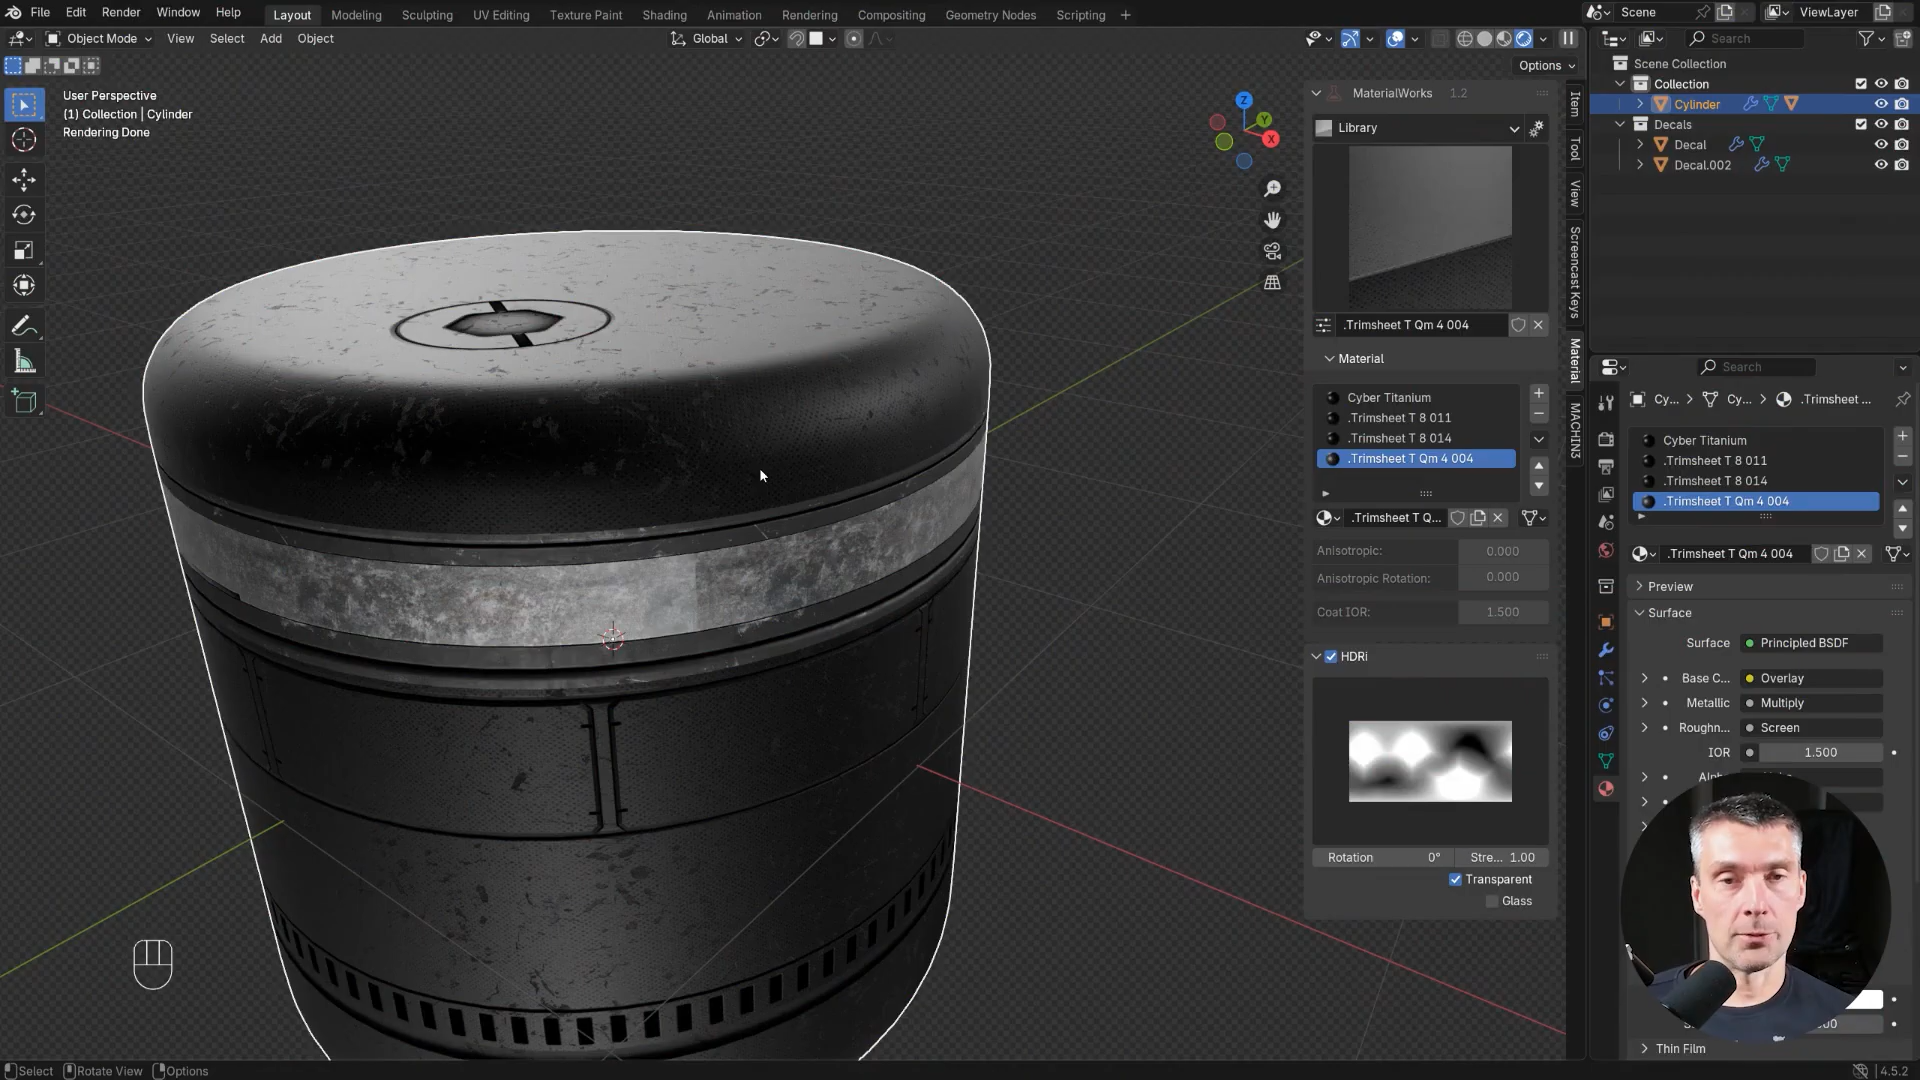 File Edit Render Window Help
Layout Modeling Sculpting UV Editing Texture Paint Shading Animation Rendering Compositing Geometry Nodes Scripting +
Scene
ViewLayer
Object Mode View Select Add Object
Global
Search
Options
User Perspective
(1) Collection | Cylinder
Rendering Done
Z
Y
X
MaterialWorks 1.2
Library
.Trimsheet T Qm 4 004
Material
Cyber Titanium
.Trimsheet T 8 011
.Trimsheet T 8 014
.Trimsheet T Qm 4 004
.Trimsheet T Q...
Anisotropic: 0.000
Anisotropic Rotation: 0.000
Coat IOR: 1.500
HDRi
Rotation 0° Stre... 1.00
Transparent
Glass
Item
Tool
View
Screencast Keys
Material
MACHIN3
Scene Collection
Collection
Cylinder
Decals
Decal
Decal.002
Search
Cy... Cy... .Trimsheet ...
Cyber Titanium
.Trimsheet T 8 011
.Trimsheet T 8 014
.Trimsheet T Qm 4 004
.Trimsheet T Qm 4 004
Preview
Surface
Surface Principled BSDF
Base C... Overlay
Metallic Multiply
Roughn... Screen
IOR 1.500
Thin Film
Select Rotate View Options
4.5.2